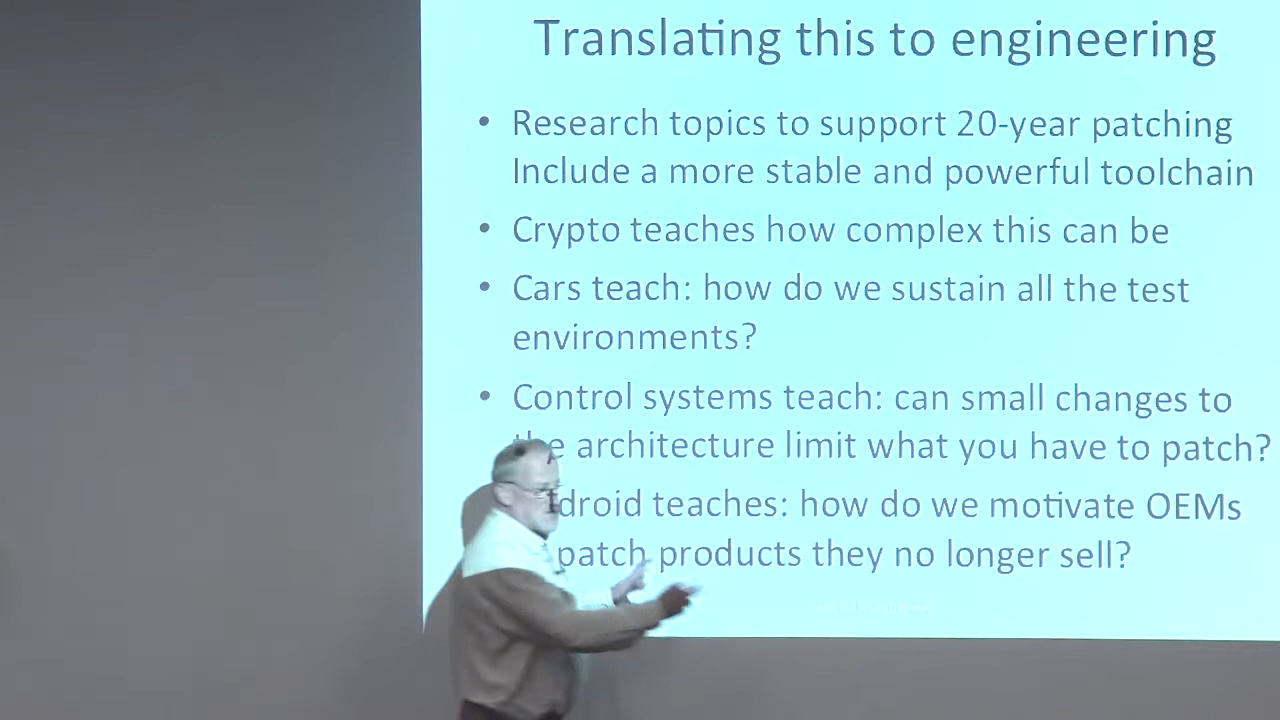 Translating this to engineering
• Research topics to support 20-year patching
Include a more stable and powerful toolchain
• Crypto teaches how complex this can be
• Cars teach: how do we sustain all the test
environments?
• Control systems teach: can small changes to
the architecture limit what you have to patch?
droid teaches: how do we motivate OEMs
patch products they no longer sell?